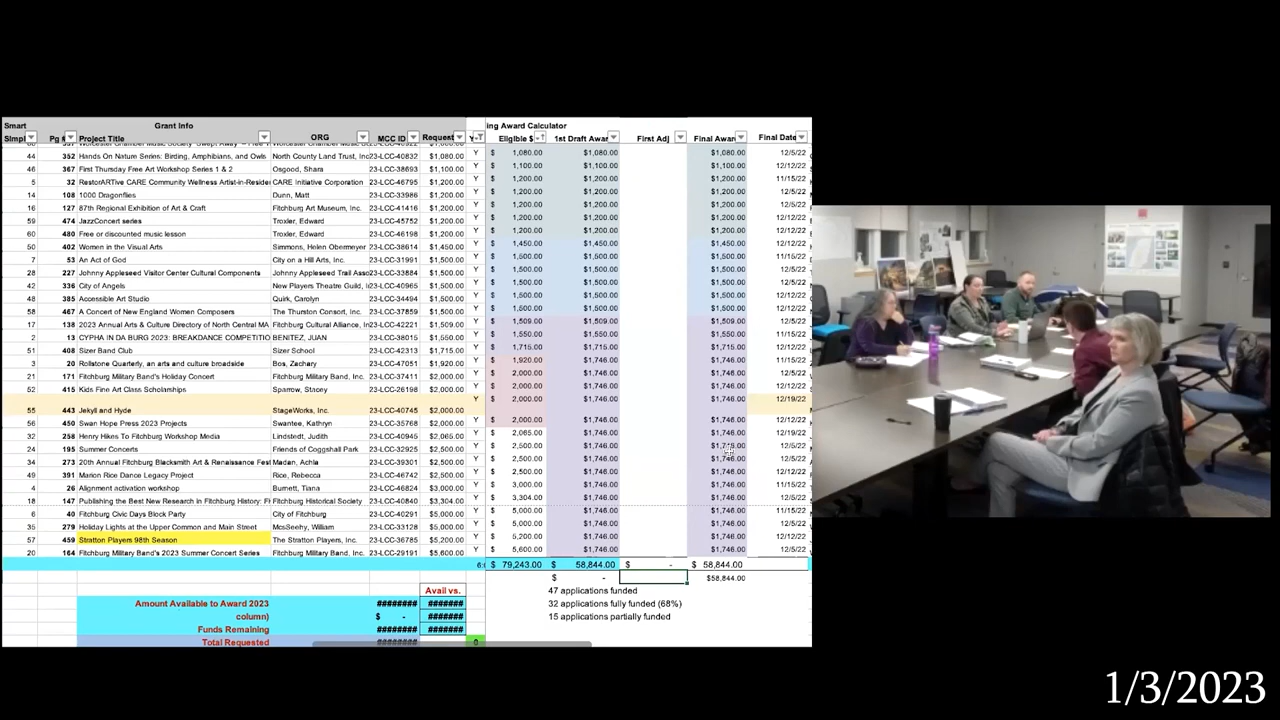 Smart Grant Info ing Award Calculator
Simpl Pg # Project Title ORG MCC ID Request Y Eligible $ 1st Draft Awar First Adj Final Awar Final Date
44 352 Hands On Nature Series: Birding, Amphibians, and Owls North County Land Trust, Inc 23-LCC-40832 $1,080.00 Y $ 1,080.00 $1,080.00 $1,080.00 12/5/22
46 367 First Thursday Free Art Workshop Series 1 & 2 Osgood, Shara 23-LCC-38693 $1,100.00 Y $ 1,100.00 $1,100.00 $1,100.00 12/12/22
5 32 RestorARTive CARE Community Wellness Artist-in-Resider CARE Initiative Corporation 23-LCC-46795 $1,200.00 Y $ 1,200.00 $1,200.00 $1,200.00 11/15/22
14 108 1000 Dragonflies Dunn, Matt 23-LCC-33986 $1,200.00 Y $ 1,200.00 $1,200.00 $1,200.00 12/5/22
16 127 87th Regional Exhibition of Art & Craft Fitchburg Art Museum, Inc. 23-LCC-41416 $1,200.00 Y $ 1,200.00 $1,200.00 $1,200.00 12/5/22
59 474 JazzConcert series Troxler, Edward 23-LCC-45752 $1,200.00 Y $ 1,200.00 $1,200.00 $1,200.00 12/12/22
60 480 Free or discounted music lesson Troxler, Edward 23-LCC-46198 $1,200.00 Y $ 1,200.00 $1,200.00 $1,200.00 12/12/22
50 402 Women in the Visual Arts Simmons, Helen Obermeyer 23-LCC-38614 $1,450.00 Y $ 1,450.00 $1,450.00 $1,450.00 12/12/22
7 53 An Act of God City on a Hill Arts, Inc. 23-LCC-31991 $1,500.00 Y $ 1,500.00 $1,500.00 $1,500.00 11/15/22
28 227 Johnny Appleseed Visitor Center Cultural Components Johnny Appleseed Trail Asso 23-LCC-33884 $1,500.00 Y $ 1,500.00 $1,500.00 $1,500.00 12/5/22
42 336 City of Angels New Players Theatre Guild, I 23-LCC-40965 $1,500.00 Y $ 1,500.00 $1,500.00 $1,500.00 12/12/22
48 385 Accessible Art Studio Quirk, Carolyn 23-LCC-34494 $1,500.00 Y $ 1,500.00 $1,500.00 $1,500.00 12/12/22
58 467 A Concert of New England Women Composers The Thurston Consort, Inc. 23-LCC-37859 $1,500.00 Y $ 1,500.00 $1,500.00 $1,500.00 12/12/22
17 138 2023 Annual Arts & Culture Directory of North Central MA Fitchburg Cultural Alliance, In 23-LCC-42221 $1,509.00 Y $ 1,509.00 $1,509.00 $1,509.00 12/5/22
2 13 CYPHA IN DA BURG 2023: BREAKDANCE COMPETITIO BENITEZ, JUAN 23-LCC-38015 $1,550.00 Y $ 1,550.00 $1,550.00 $1,550.00 11/15/22
51 408 Sizer Band Club Sizer School 23-LCC-42313 $1,715.00 Y $ 1,715.00 $1,715.00 $1,715.00 12/12/22
3 20 Rollstone Quarterly, an arts and culture broadside Bos, Zachary 23-LCC-47051 $1,920.00 Y $ 1,920.00 $1,746.00 $1,746.00 11/15/22
21 171 Fitchburg Military Band's Holiday Concert Fitchburg Military Band, Inc. 23-LCC-37411 $2,000.00 Y $ 2,000.00 $1,746.00 $1,746.00 12/5/22
52 415 Kids Fine Art Class Scholarships Sparrow, Stacey 23-LCC-26198 $2,000.00 Y $ 2,000.00 $1,746.00 $1,746.00 12/12/22
55 443 Jekyll and Hyde StageWorks, Inc. 23-LCC-40745 $2,000.00 Y $ 2,000.00 $1,746.00 $1,746.00 12/19/22
56 450 Swan Hope Press 2023 Projects Swantee, Kathryn 23-LCC-35768 $2,000.00 Y $ 2,000.00 $1,746.00 $1,746.00 12/12/22
32 258 Henry Hikes To Fitchburg Workshop Media Lindstedt, Judith 23-LCC-40945 $2,065.00 Y $ 2,065.00 $1,746.00 $1,746.00 12/19/22
24 195 Summer Concerts Friends of Coggshall Park 23-LCC-32925 $2,500.00 Y $ 2,500.00 $1,746.00 12/5/22
34 273 20th Annual Fitchburg Blacksmith Art & Renaissance Fest Madan, Achla 23-LCC-39301 $2,500.00 Y $ 2,500.00 $1,746.00 $1,746.00 12/5/22
49 391 Marion Rice Dance Legacy Project Rice, Rebecca 23-LCC-46742 $2,500.00 Y $ 2,500.00 $1,746.00 $1,746.00 12/12/22
4 26 Alignment activation workshop Burnett, Tiana 23-LCC-46824 $3,000.00 Y $ 3,000.00 $1,746.00 $1,746.00 11/15/22
18 147 Publishing the Best New Research in Fitchburg History: Fitchburg Historical Society 23-LCC-40840 $3,304.00 Y $ 3,304.00 $1,746.00 $1,746.00 12/5/22
6 40 Fitchburg Civic Days Block Party City of Fitchburg $5,000.00 Y $ 5,000.00 $1,746.00 $1,746.00 11/15/22
35 279 Holiday Lights at the Upper Common and Main Street McSeehy, William 23-LCC-33128 $5,000.00 Y $ 5,000.00 $1,746.00 $1,746.00 12/5/22
57 459 Stratton Players 98th Season The Stratton Players, Inc. 23-LCC-36785 $5,200.00 Y $ 5,200.00 $1,746.00 $1,746.00 12/12/22
20 164 Fitchburg Military Band's 2023 Summer Concert Series Fitchburg Military Band, Inc. 23-LCC-29191 $5,600.00 Y $ 5,600.00 $1,746.00 $1,746.00 12/5/22
$ 79,243.00 $ 58,844.00 $ - $ 58,844.00
$ - $58,844.00
Avail vs. 47 applications funded
Amount Available to Award 2023 ######## ####### 32 applications fully funded (68%)
column) $ - ####### 15 applications partially funded
Funds Remaining ######## #######
Total Requested ######## 0
1/3/2023